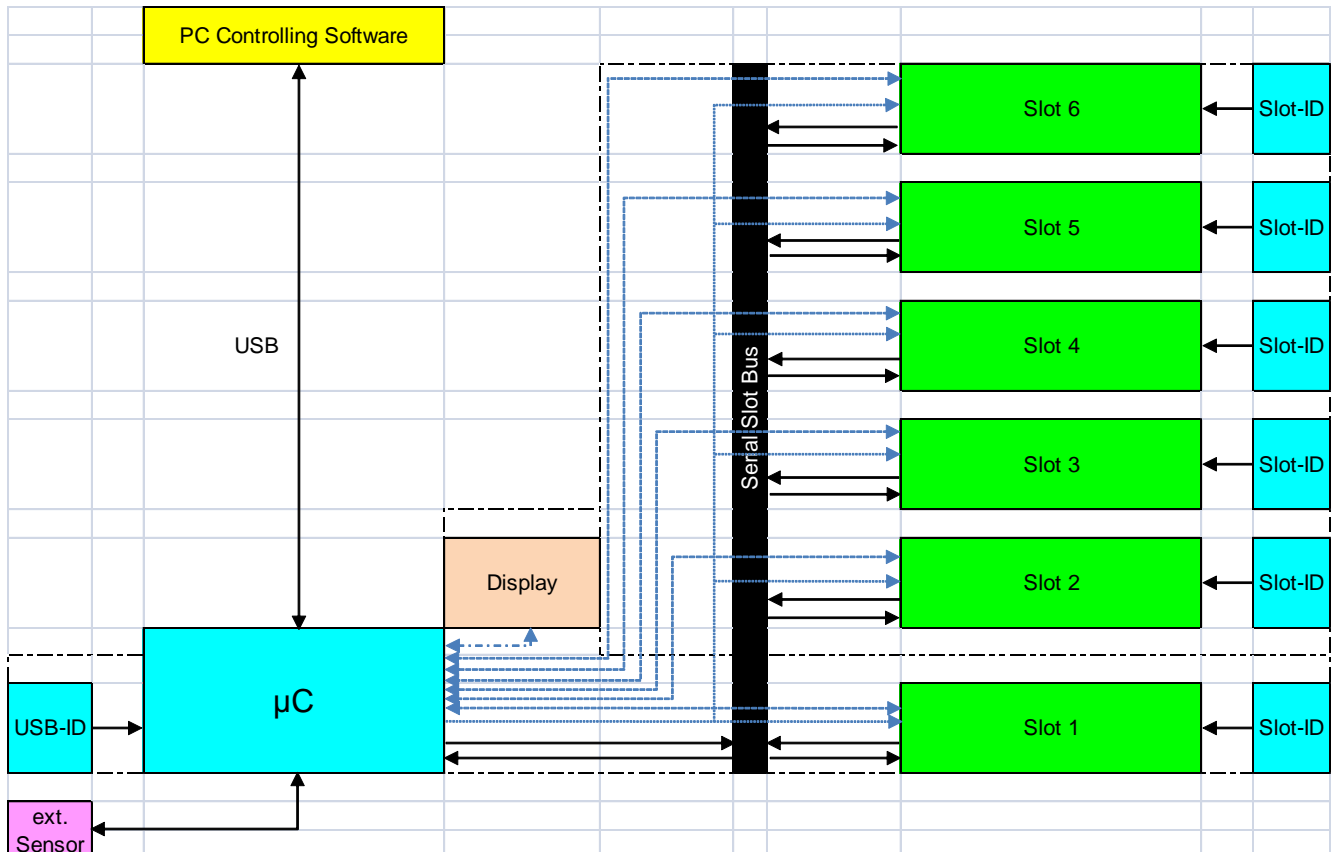 PC Controlling Software
Slot 6
Slot-ID
Slot 5
Slot-ID
USB
Serial Slot Bus
Slot 4
Slot-ID
Slot 3
Slot-ID
Display
Slot 2
Slot-ID
USB-ID
µC
Slot 1
Slot-ID
ext.
Sensor